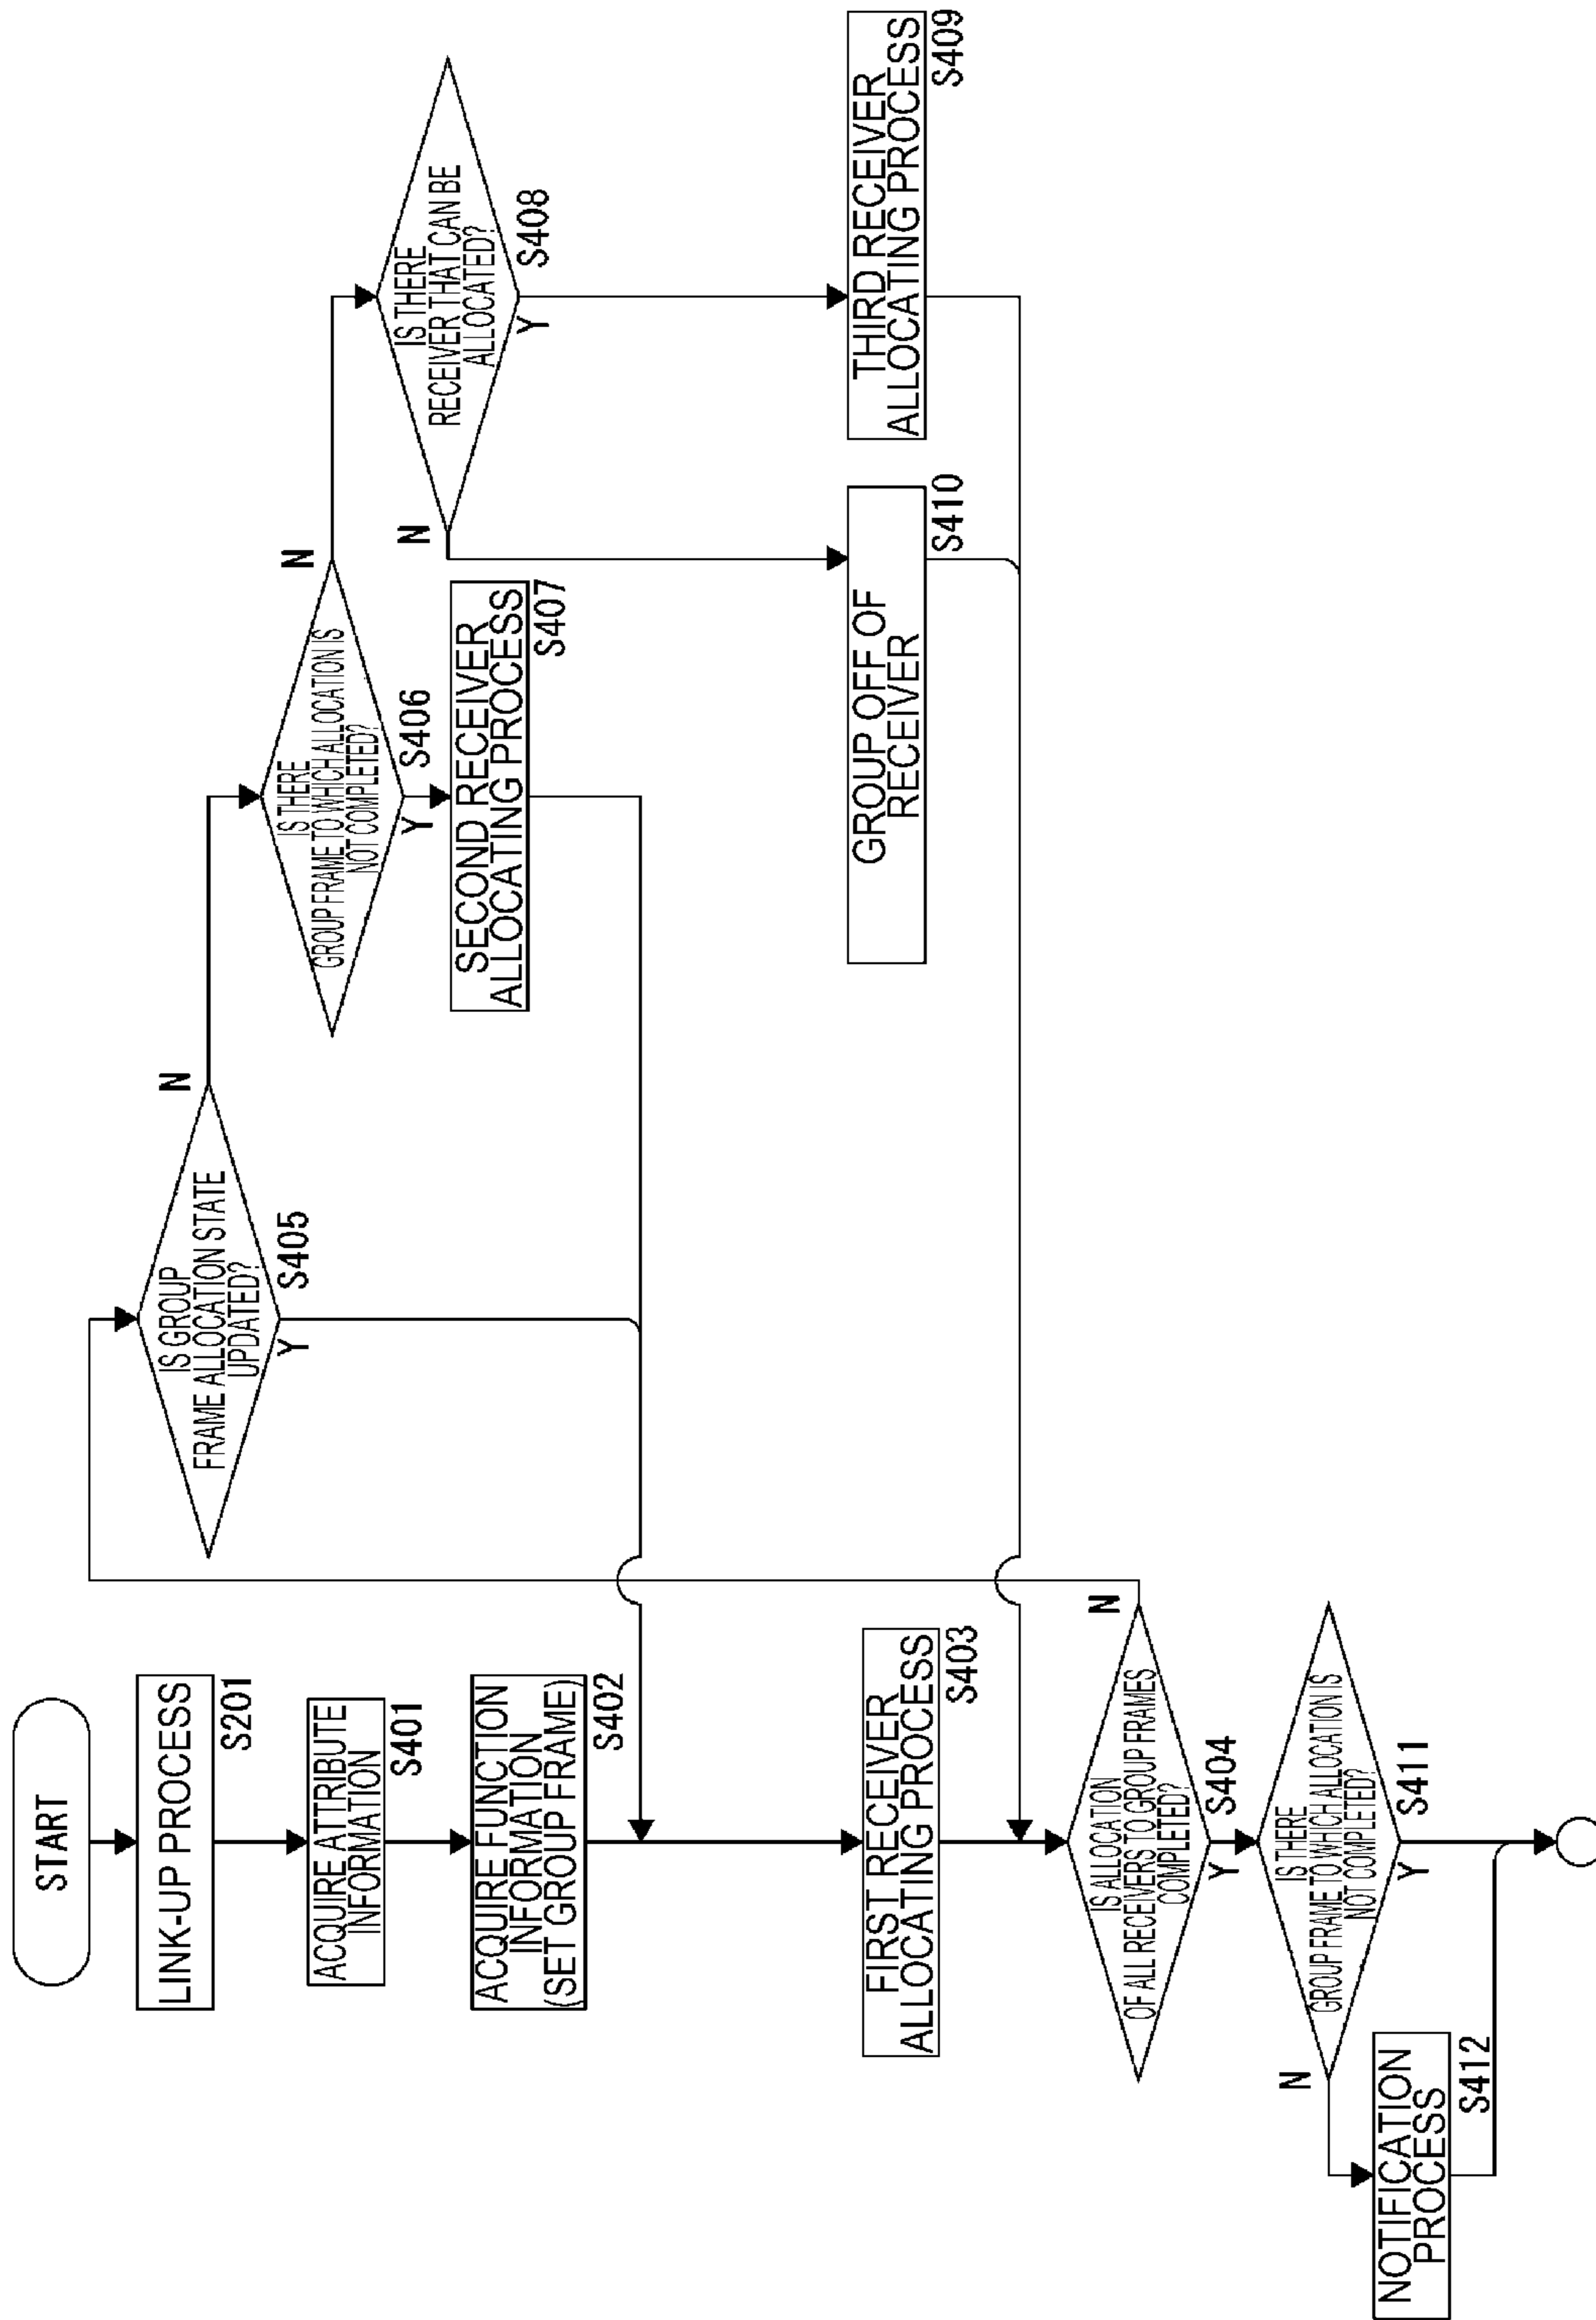 START
LINK-UP PROCESS
S201
ACQUIRE ATTRIBUTE
INFORMATION
S401
ACQUIRE FUNCTION
INFORMATION
(SET GROUP FRAME)
S402
FIRST RECEIVER
ALLOCATING PROCESS
S403
IS ALLOCATION
OF ALL RECEIVERS TO GROUP FRAMES
COMPLETED?
S404
N
Y
IS THERE
GROUP FRAME TO WHICH ALLOCATION IS
NOT COMPLETED?
S411
N
Y
NOTIFICATION
PROCESS
S412
IS GROUP
FRAME ALLOCATION STATE
UPDATED?
S405
N
Y
IS THERE
GROUP FRAME TO WHICH ALLOCATION IS
NOT COMPLETED?
S406
N
Y
SECOND RECEIVER
ALLOCATING PROCESS
S407
IS THERE
RECEIVER THAT CAN BE
ALLOCATED?
S408
N
Y
GROUP OFF OF
RECEIVER
S410
THIRD RECEIVER
ALLOCATING PROCESS
S409